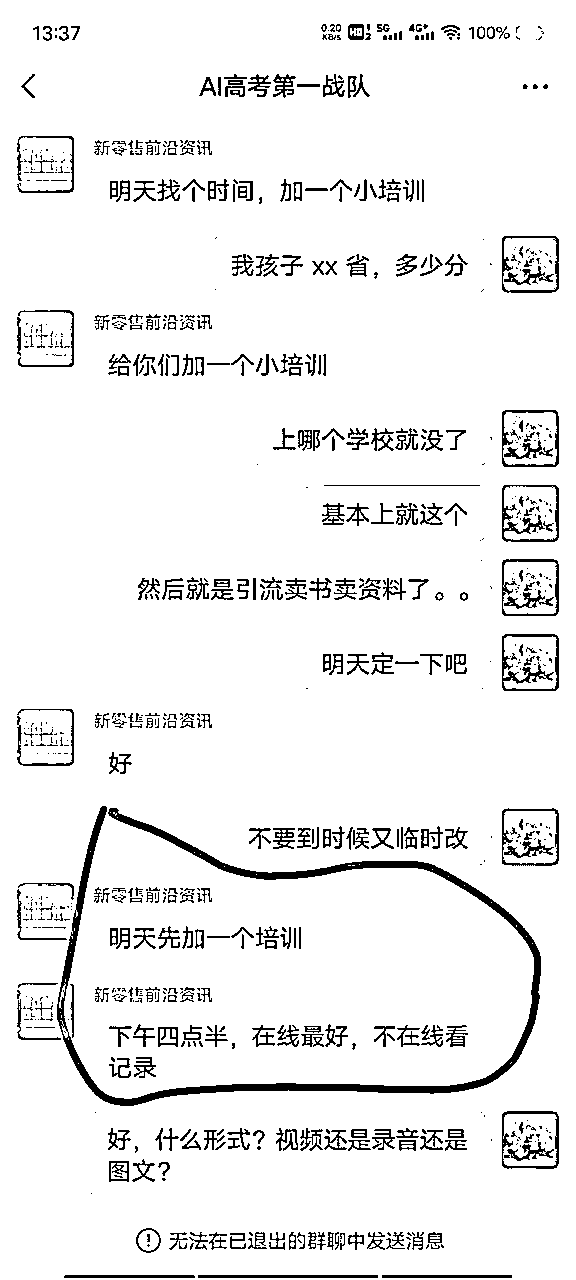 13:37
0.20 KB/S HD 1 2 5G 4G+ 100%
AI高考第一战队
新零售前沿资讯
明天找个时间，加一个小培训
我孩子 xx 省，多少分
新零售前沿资讯
给你们加一个小培训
上哪个学校就没了
基本上就这个
然后就是引流卖书卖资料了。。
明天定一下吧
新零售前沿资讯
好
不要到时候又临时改
新零售前沿资讯
明天先加一个培训
新零售前沿资讯
下午四点半，在线最好，不在线看
记录
好，什么形式？视频还是录音还是
图文？
无法在已退出的群聊中发送消息